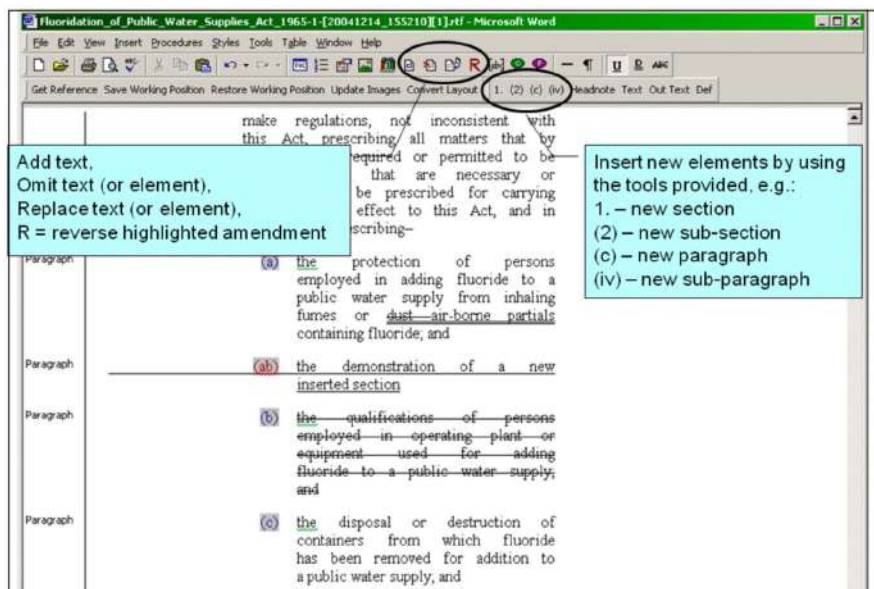 Fluoridation_of_Public_Water_Supplies_Act_1965-1-[20041214_155210][1].rtf - Microsoft Word
File Edit View Insert Procedures Styles Tools Table Window Help
R
¶ U ABC
Get Reference Save Working Position Restore Working Position Update Images Convert Layout 1. (2) (c) (iv) Headnote Text Out Text Def
make regulations, not inconsistent with
this Act, prescribing all matters that by
required or permitted to be
that are necessary or
be prescribed for carrying
effect to this Act, and in
Add text,
Omit text (or element),
Replace text (or element),
R = reverse highlighted amendment
Insert new elements by using
the tools provided, e.g.:
1. – new section
(2) – new sub-section
(c) – new paragraph
(iv) – new sub-paragraph
Paragraph (a) the protection of persons
employed in adding fluoride to a
public water supply from inhaling
fumes or dust air-borne partials
containing fluoride; and
Paragraph (ab) the demonstration of a new
inserted section
Paragraph (b) the qualifications of persons
employed in operating plant or
equipment used for adding
fluoride to a public water supply;
and
Paragraph (c) the disposal or destruction of
containers from which fluoride
has been removed for addition to
a public water supply, and